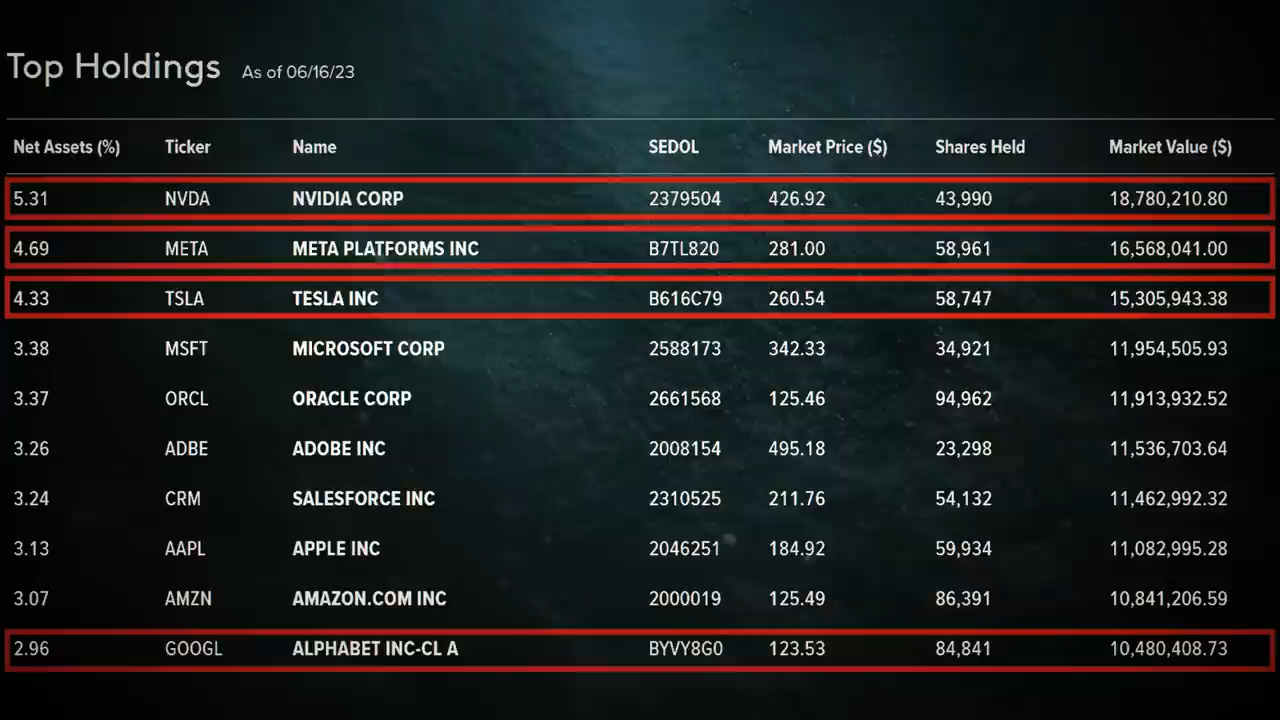 Top Holdings As of 06/16/23
Net Assets (%) Ticker Name SEDOL Market Price ($) Shares Held Market Value ($)
5.31 NVDA NVIDIA CORP 2379504 426.92 43,990 18,780,210.80
4.69 META META PLATFORMS INC B7TL820 281.00 58,961 16,568,041.00
4.33 TSLA TESLA INC B616C79 260.54 58,747 15,305,943.38
3.38 MSFT MICROSOFT CORP 2588173 342.33 34,921 11,954,505.93
3.37 ORCL ORACLE CORP 2661568 125.46 94,962 11,913,932.52
3.26 ADBE ADOBE INC 2008154 495.18 23,298 11,536,703.64
3.24 CRM SALESFORCE INC 2310525 211.76 54,132 11,462,992.32
3.13 AAPL APPLE INC 2046251 184.92 59,934 11,082,995.28
3.07 AMZN AMAZON.COM INC 2000019 125.49 86,391 10,841,206.59
2.96 GOOGL ALPHABET INC-CL A BYVY8G0 123.53 84,841 10,480,408.73